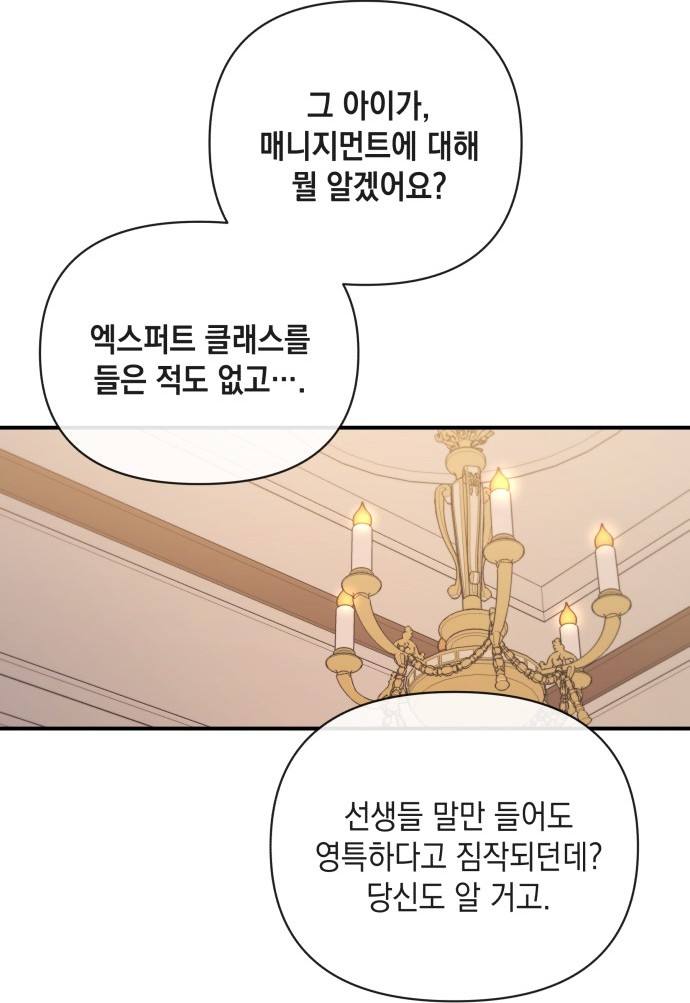 그 아이가,
매니지먼트에 대해
뭘 알겠어요?
엑스퍼트 클래스를
들은 적도 없고….
선생들 말만 들어도
영특하다고 짐작되던데?
당신도 알 거고.